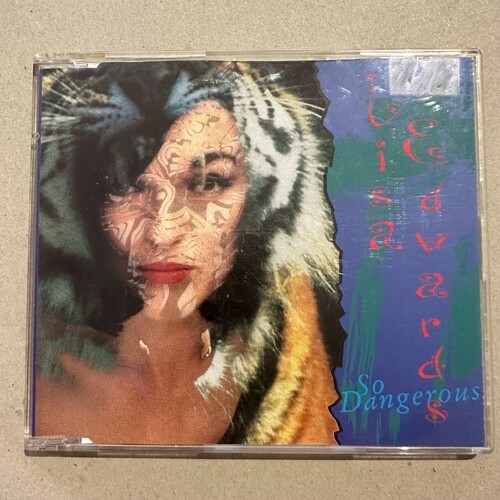 Lisa
Edwards
So
Dangerous